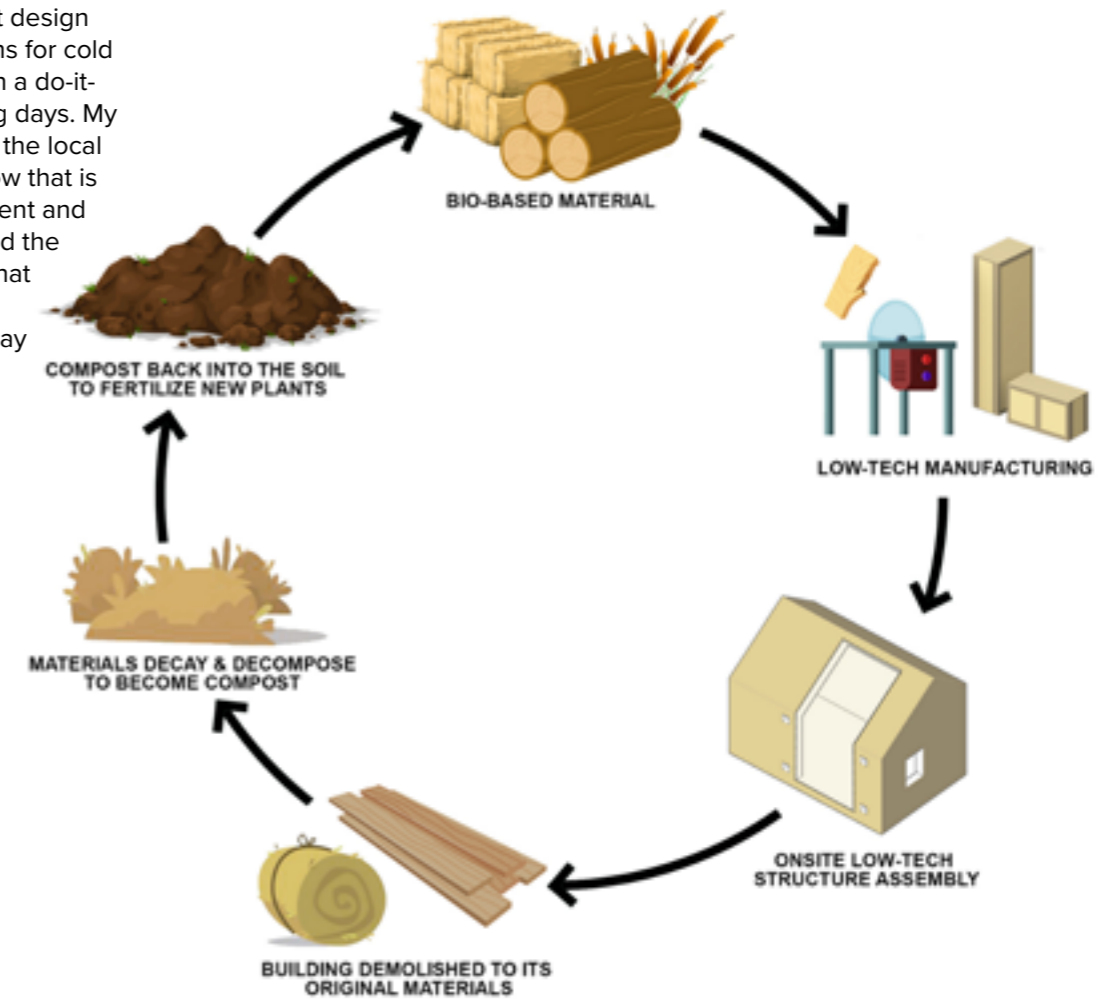 t design
ns for cold
n a do-it-
g days. My
the local
ow that is
ent and
d the
hat
ay
BIO-BASED MATERIAL
LOW-TECH MANUFACTURING
ONSITE LOW-TECH
STRUCTURE ASSEMBLY
BUILDING DEMOLISHED TO ITS
ORIGINAL MATERIALS
MATERIALS DECAY & DECOMPOSE
TO BECOME COMPOST
COMPOST BACK INTO THE SOIL
TO FERTILIZE NEW PLANTS